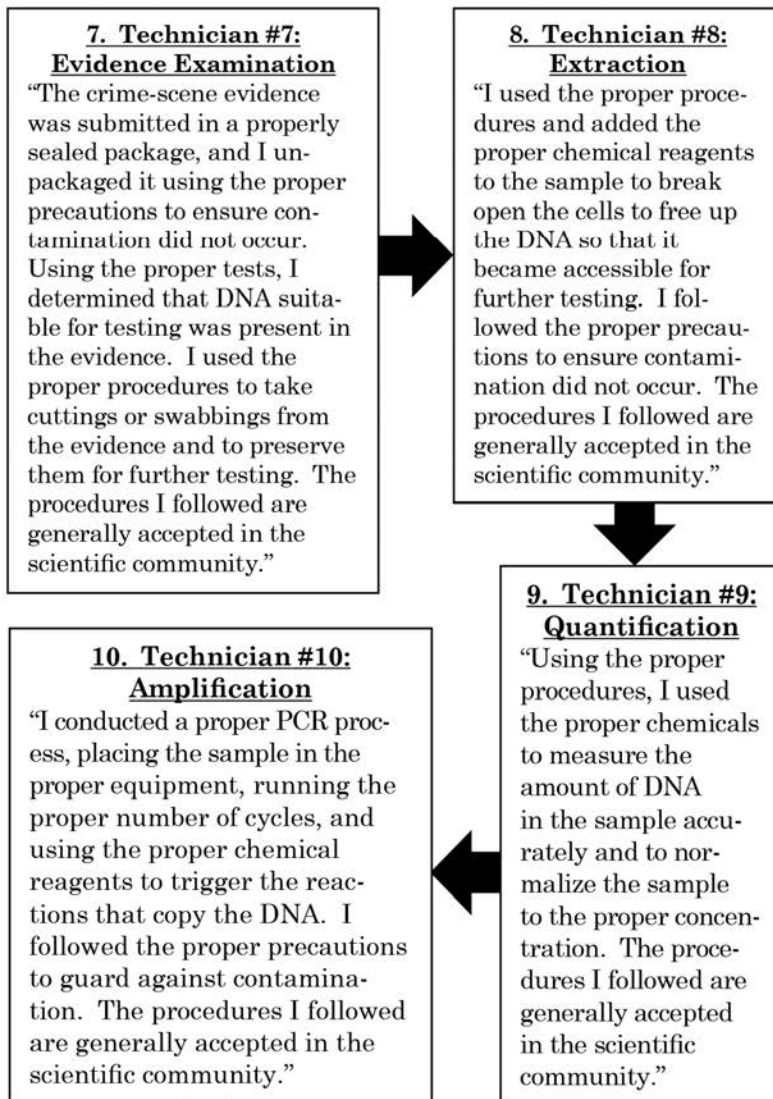 7. Technician #7:
Evidence Examination
“The crime-scene evidence
was submitted in a properly
sealed package, and I un-
packaged it using the proper
precautions to ensure con-
tamination did not occur.
Using the proper tests, I
determined that DNA suita-
ble for testing was present in
the evidence. I used the
proper procedures to take
cuttings or swabbings from
the evidence and to preserve
them for further testing. The
procedures I followed are
generally accepted in the
scientific community.”
8. Technician #8:
Extraction
“I used the proper proce-
dures and added the
proper chemical reagents
to the sample to break
open the cells to free up
the DNA so that it
became accessible for
further testing. I fol-
lowed the proper precau-
tions to ensure contami-
nation did not occur. The
procedures I followed are
generally accepted in the
scientific community.”
9. Technician #9:
Quantification
“Using the proper
procedures, I used
the proper chemicals
to measure the
amount of DNA
in the sample accu-
rately and to nor-
malize the sample
to the proper concen-
tration. The proce-
dures I followed are
generally accepted
in the scientific
community.”
10. Technician #10:
Amplification
“I conducted a proper PCR proc-
ess, placing the sample in the
proper equipment, running the
proper number of cycles, and
using the proper chemical
reagents to trigger the reac-
tions that copy the DNA. I
followed the proper precautions
to guard against contamina-
tion. The procedures I followed
are generally accepted in the
scientific community.”